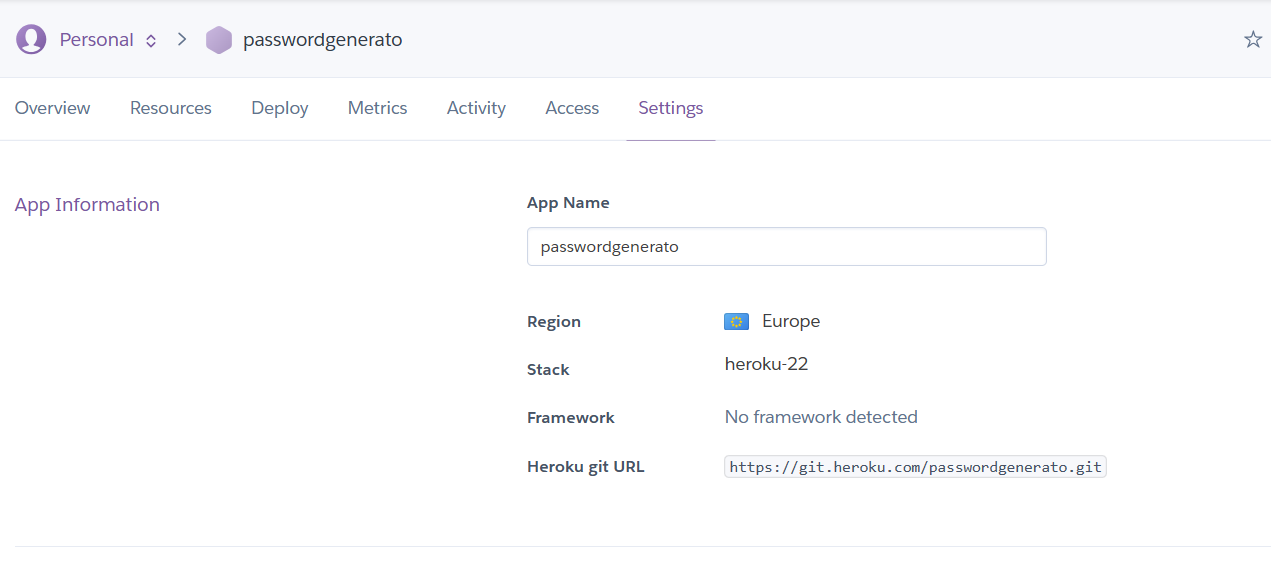 Personal passwordgenerato
Overview Resources Deploy Metrics Activity Access Settings
App Information
App Name
passwordgenerato
Region Europe
Stack heroku-22
Framework No framework detected
Heroku git URL https://git.heroku.com/passwordgenerato.git